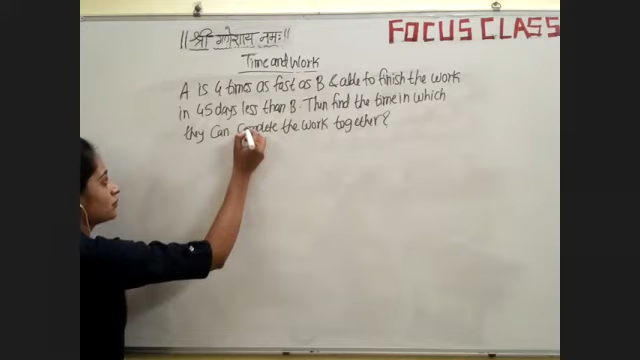 ||श्री गणेशाय नमः||
FOCUS CLASS
Time and Work
A is 4 times as fast as B & able to finish the work
in 45 days less than B. Then find the time in which
they Can Complete the work together?